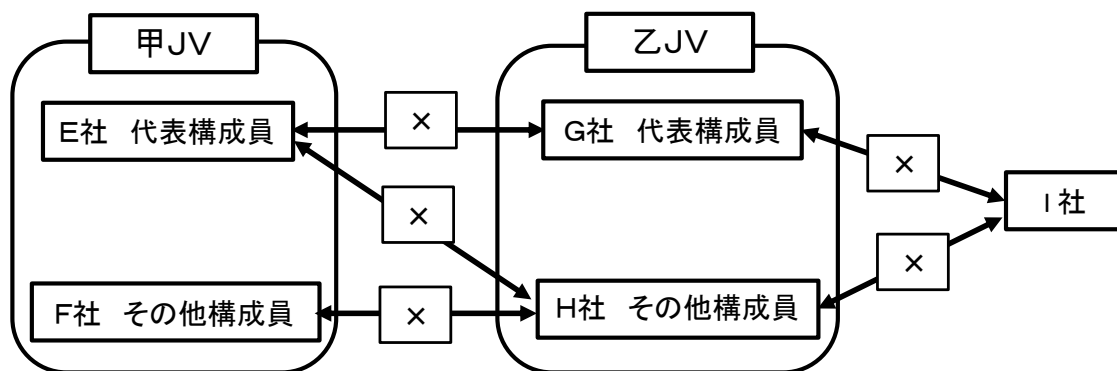 甲JV
乙JV
E社 代表構成員
×
G社 代表構成員
×
×
I社
×
F社 その他構成員
×
H社 その他構成員